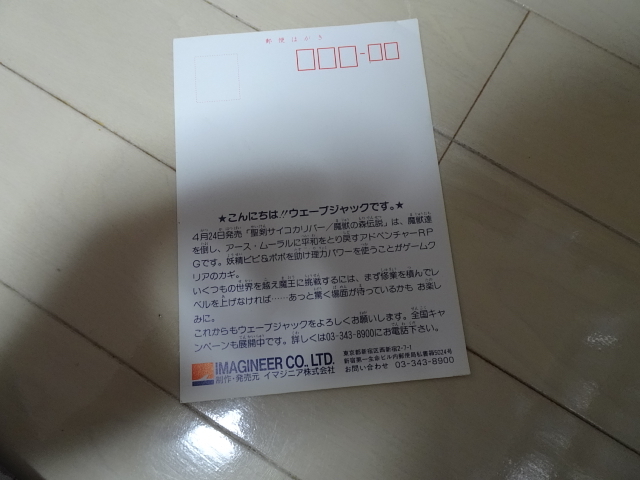 郵便はがき
★こんにちは!!ウェーブジャックです。★
4月24日発売「聖剣サイコカリバー/魔獣の森伝説」は、魔獣達
を倒し、アース・ムーラルに平和をとり戻すアドベンチャーRP
Gです。妖精ピピ&ポポを助け理力パワーを使うことがゲームク
リアのカギ。
いくつもの世界を越え魔王に挑戦するには、まず修業を積んでレ
ベルを上げなければ……あっと驚く場面が待っているかも お楽し
みに。
これからもウェーブジャックをよろしくお願いします。全国キャ
ンペーンも展開中です。詳しくは03-343-8900にお電話下さい。
IMAGINEER CO., LTD.
制作・発売元 イマジニア株式会社
東京都新宿区西新宿2-7-1
新宿第一生命ビル内郵便局私書箱5024号
お問い合わせ 03-343-8900